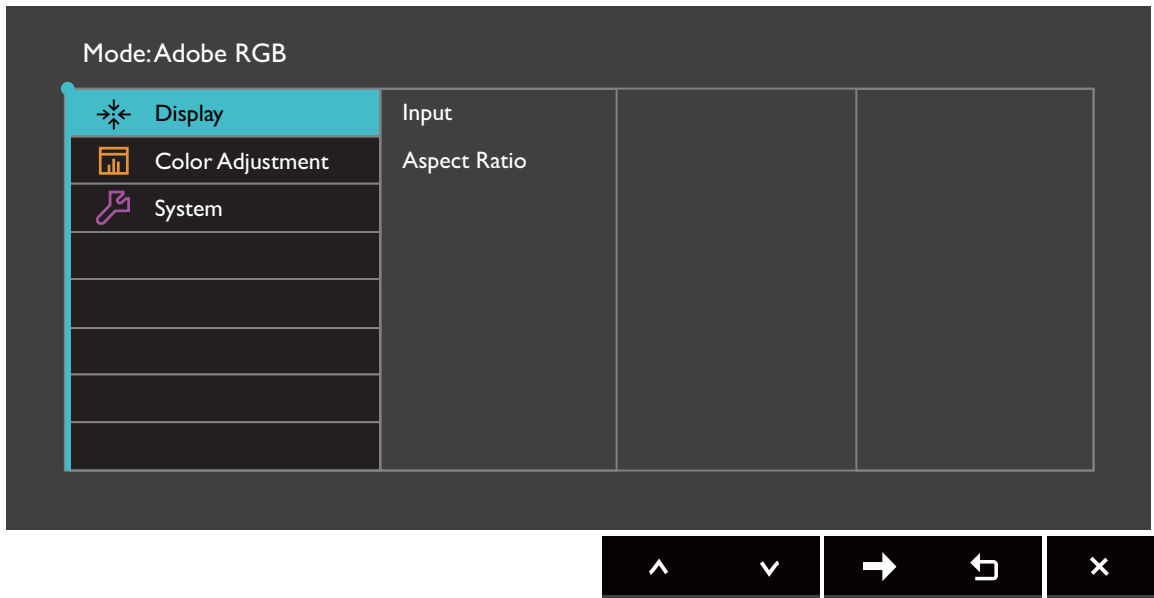 Mode: Adobe RGB
Display
Input
Color Adjustment
Aspect Ratio
System